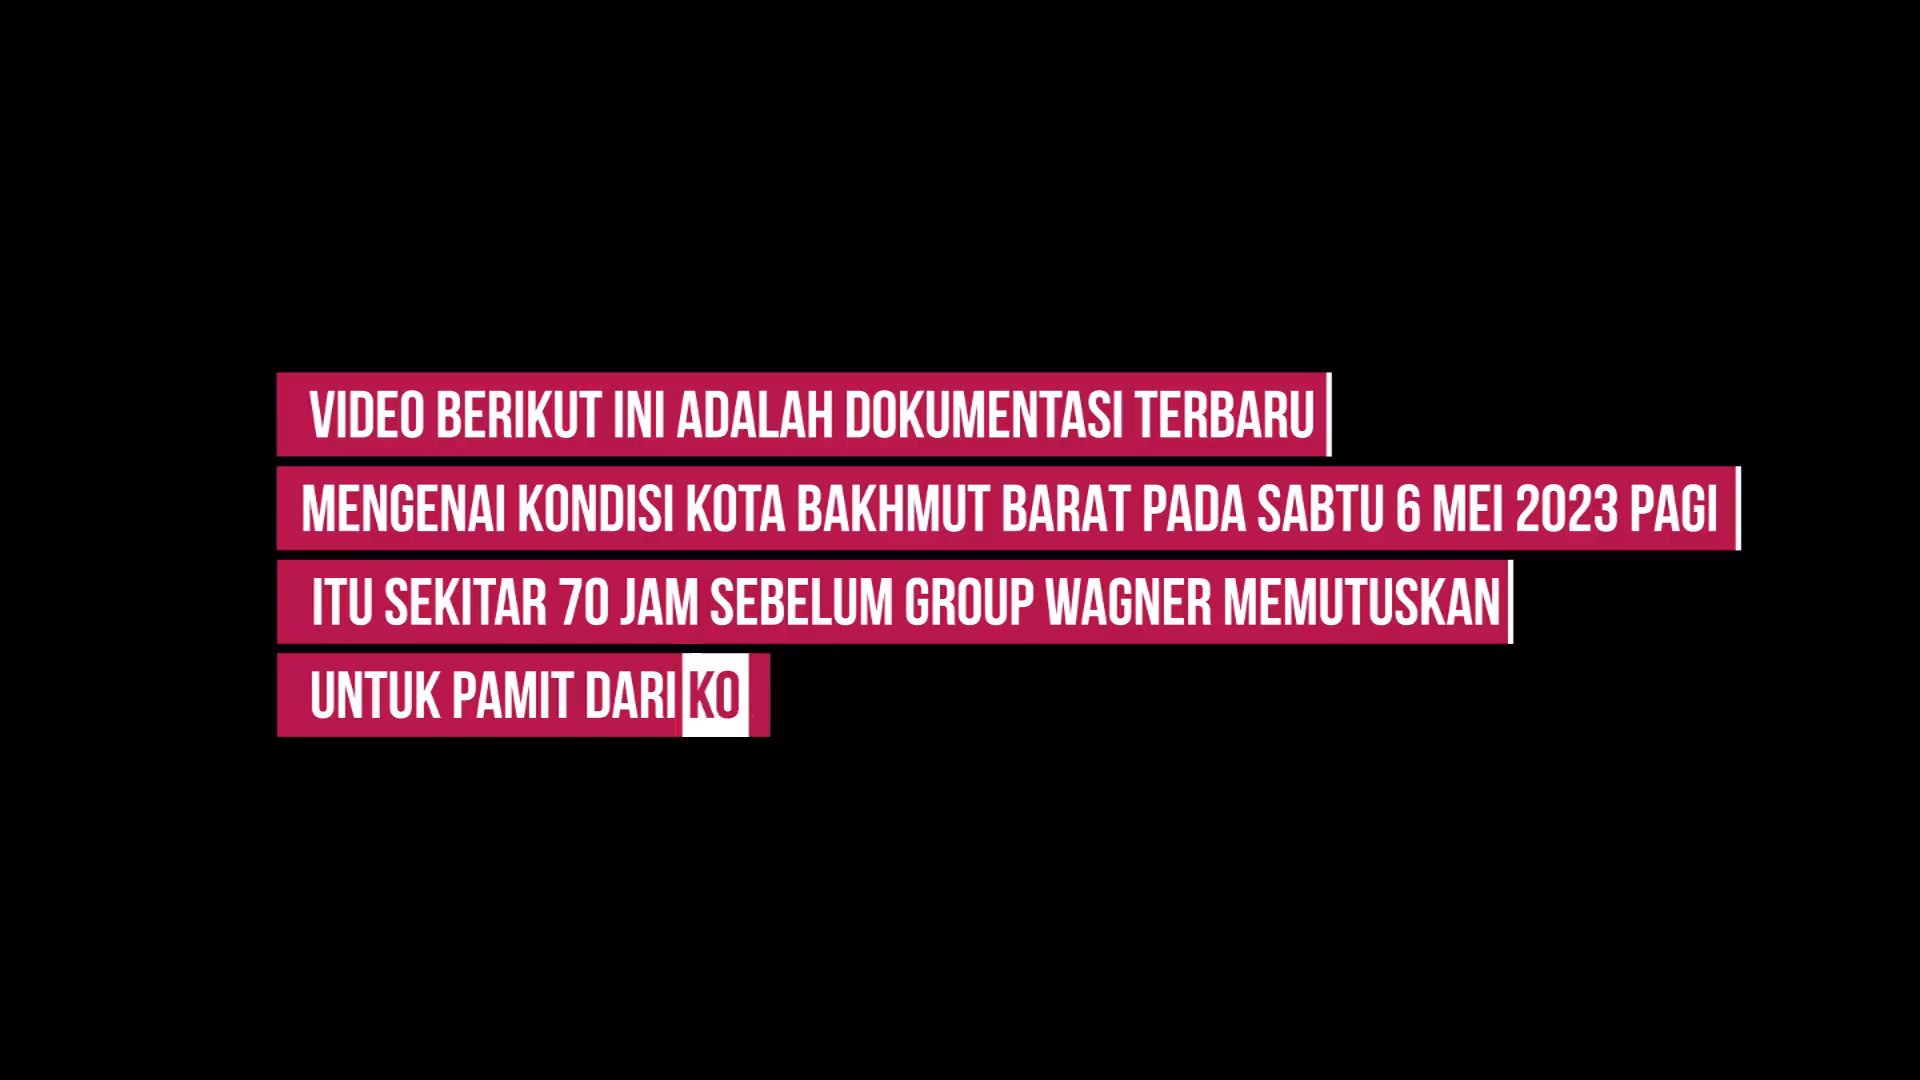 VIDEO BERIKUT INI ADALAH DOKUMENTASI TERBARU
MENGENAI KONDISI KOTA BAKHMUT BARAT PADA SABTU 6 MEI 2023 PAGI
ITU SEKITAR 70 JAM SEBELUM GROUP WAGNER MEMUTUSKAN
UNTUK PAMIT DARI KO